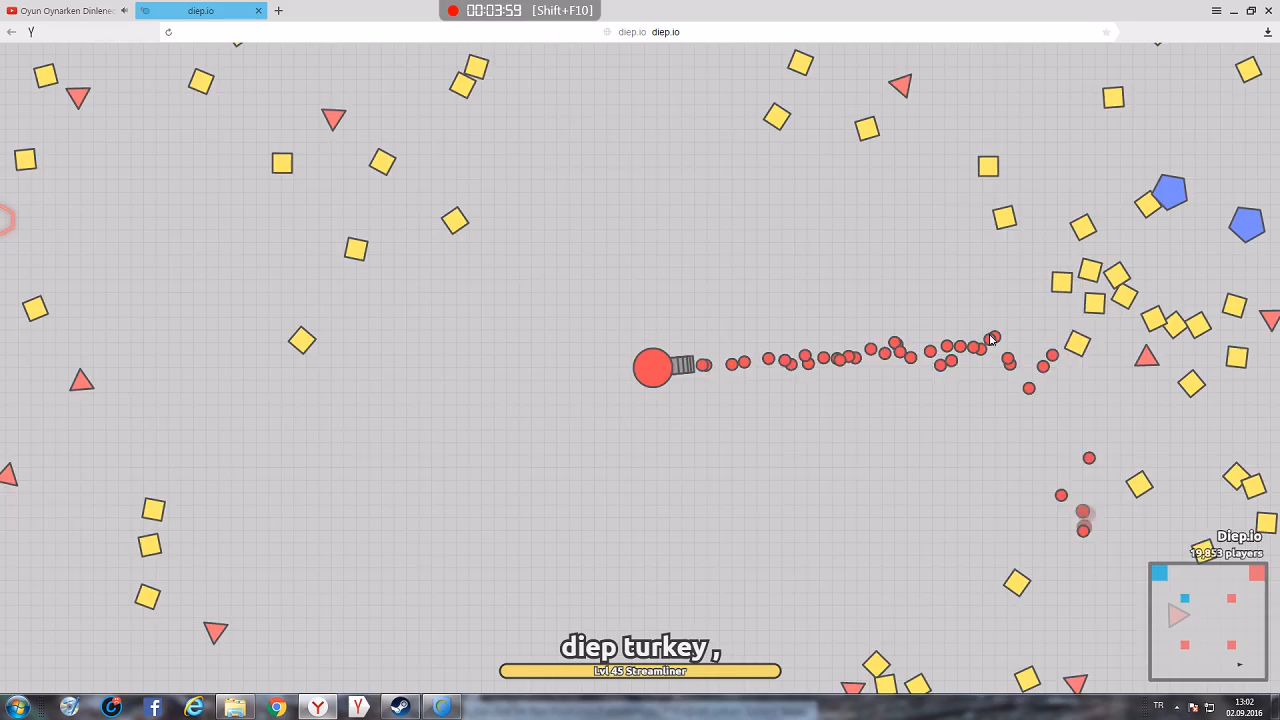 Oyun Oynarken Dinlene
diep.io
00:03:59 [Shift+F10]
diep.io diep.io
Diep.io
19,853 players
diep turkey ,
Lvl 45 Streamliner
TR
13:02
02.09.2016